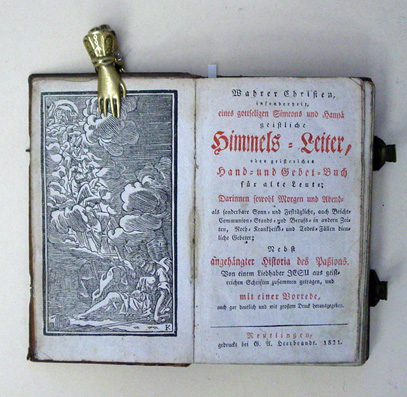 Wahrer Christen,
insonderheit,
eines gottseligen Simeons und Hannä
geistliche
Himmels-Leiter,
oder geistreiches
Hand- und Gebet-Buch
für alte Leute;
Darinnen sowohl Morgen und Abend-
als sonderbare Sonn- und Festtägliche, auch Beicht-
Communion- Stands- und Berufs- in andern Zei-
ten, Noth- Krankheits- und Todes-Fällen dien-
liche Gebeter;
Nebst
angehängter Historia des Paßions.
Von einem Liebhaber JESU aus geist-
reichen Schriften zusammen getragen, und
mit einer Vorrede,
auch gar deutlich und mit großem Druck herausgegeben.
Reutlingen,
gedruckt bei G. A. Heerbrandt. 1821.